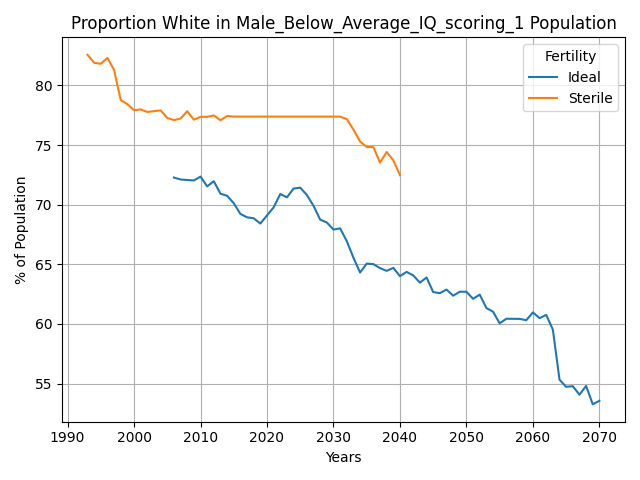 Proportion White in Male_Below_Average_IQ_scoring_1 Population
Fertility
Ideal
Sterile
% of Population
80
75
70
65
60
55
1990
2000
2010
2020
2030
2040
2050
2060
2070
Years